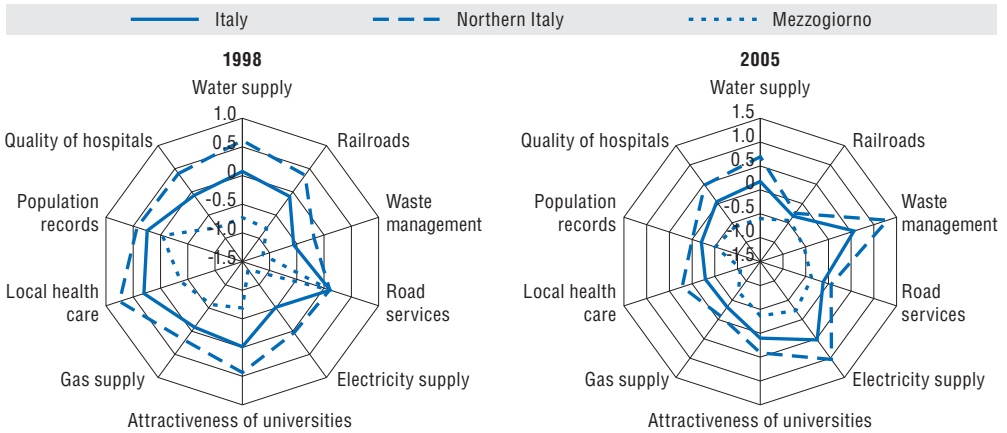 Italy
Northern Italy
Mezzogiorno
1998
Water supply
1.0
0.5
0
-0.5
-1.0
-1.5
Quality of hospitals
Railroads
Population
records
Waste
management
Local health
care
Road
services
Gas supply
Electricity supply
Attractiveness of universities
2005
Water supply
1.5
1.0
0.5
0
-0.5
-1.0
-1.5
Quality of hospitals
Railroads
Population
records
Waste
management
Local health
care
Road
services
Gas supply
Electricity supply
Attractiveness of universities